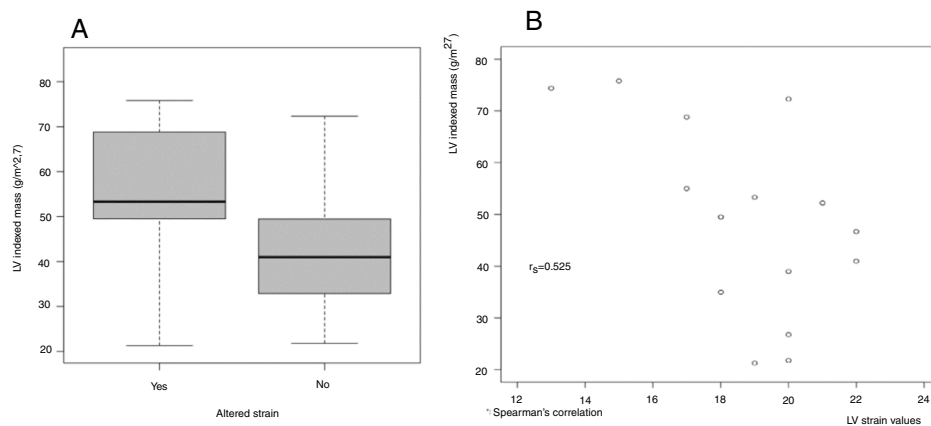 A
LV indexed mass (g/m^2,7)
80
70
60
50
40
30
20
Yes
No
Altered strain
B
LV indexed mass (g/m27)
80
70
60
50
40
30
20
rs=0.525
12
14
16
18
20
22
24
*Spearman's correlation
LV strain values